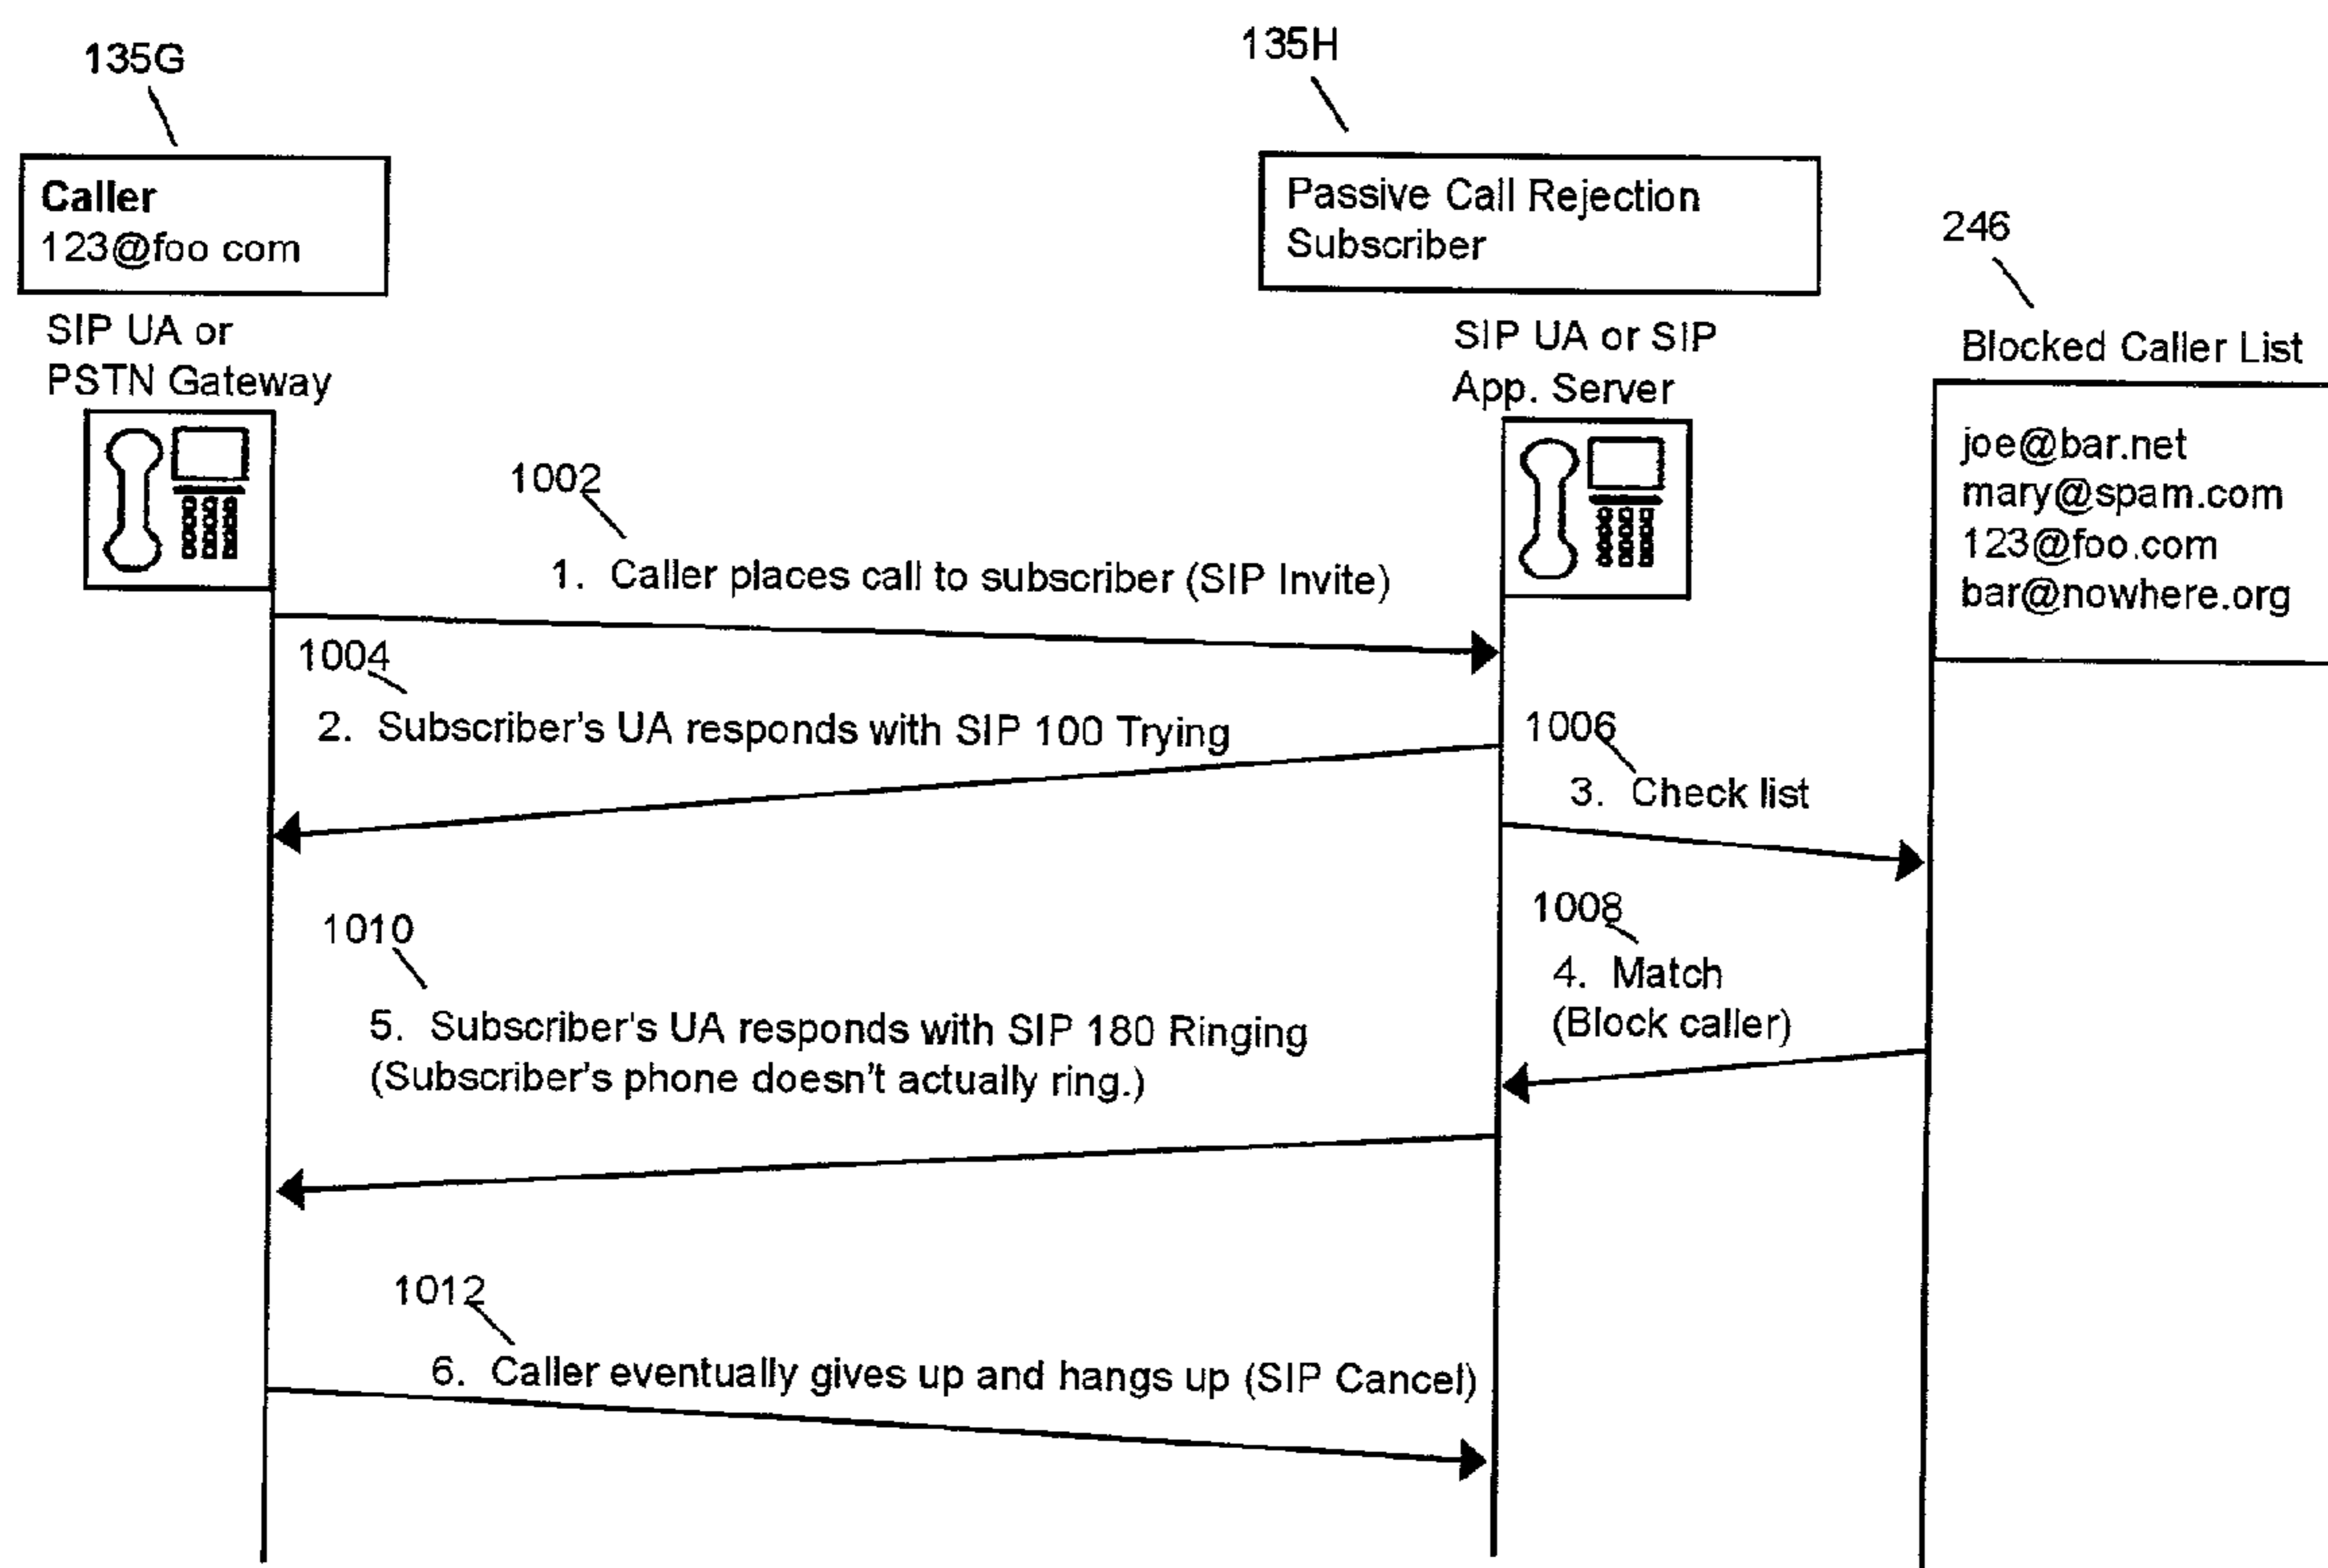 135G
135H
Caller
123@foo com
Passive Call Rejection
Subscriber
246
SIP UA or
PSTN Gateway
SIP UA or SIP
App. Server
Blocked Caller List
joe@bar.net
mary@spam.com
123@foo.com
bar@nowhere.org
1002
1. Caller places call to subscriber (SIP Invite)
1004
2. Subscriber's UA responds with SIP 100 Trying
1006
3. Check list
1008
4. Match
(Block caller)
1010
5. Subscriber's UA responds with SIP 180 Ringing
(Subscriber's phone doesn't actually ring.)
1012
6. Caller eventually gives up and hangs up (SIP Cancel)